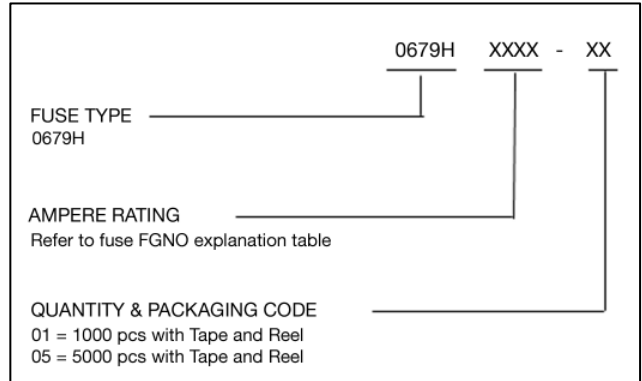 0679H XXXX - XX
FUSE TYPE
0679H
AMPERE RATING
Refer to fuse FGNO explanation table
QUANTITY & PACKAGING CODE
01 = 1000 pcs with Tape and Reel
05 = 5000 pcs with Tape and Reel